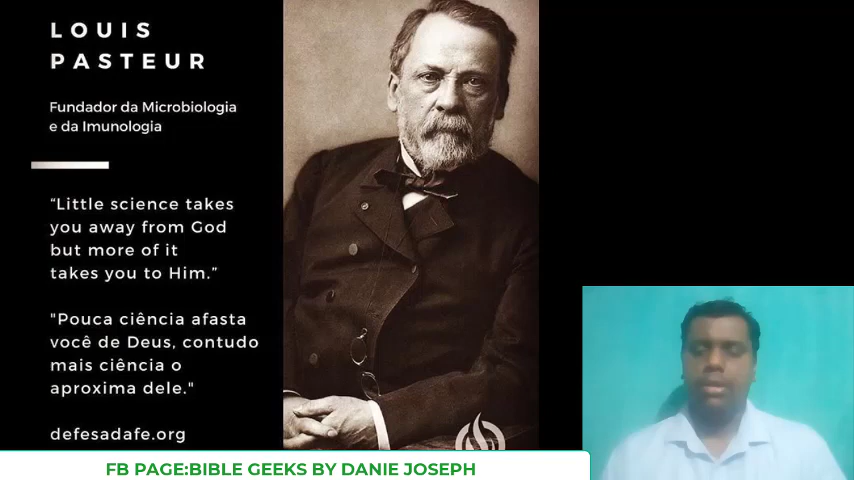 LOUIS
PASTEUR
Fundador da Microbiologia
e da Imunologia
“Little science takes
you away from God
but more of it
takes you to Him.”
"Pouca ciência afasta
você de Deus, contudo
mais ciência o
aproxima dele."
defesadafe.org
FB PAGE:BIBLE GEEKS BY DANIE JOSEPH